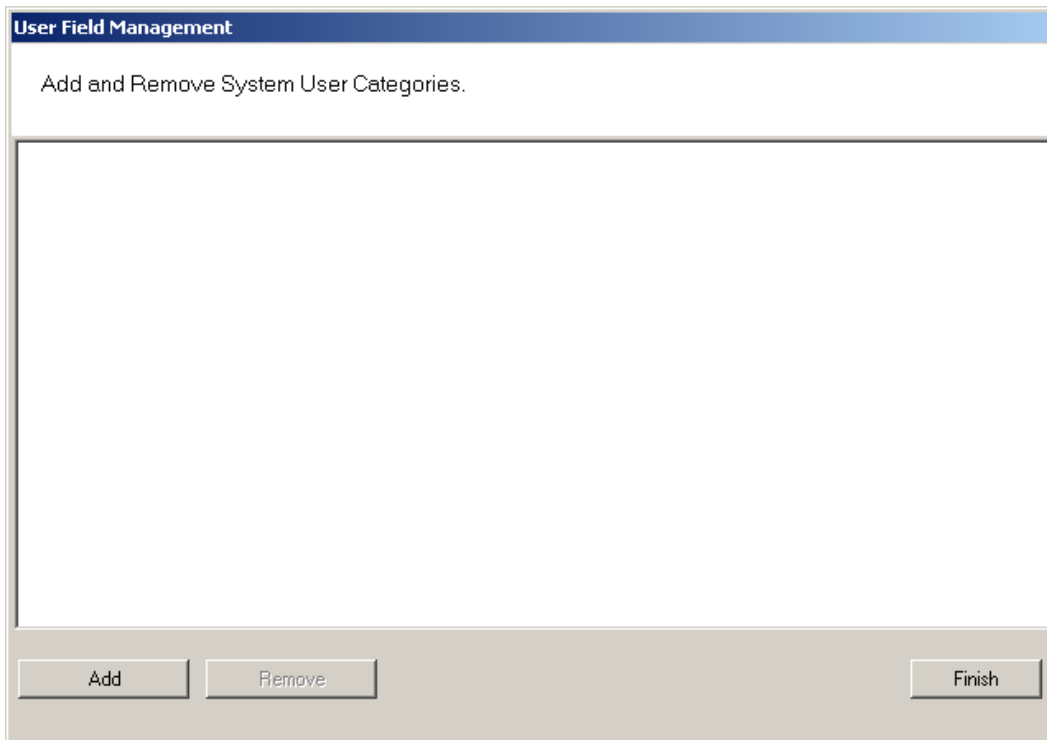 User Field Management
Add and Remove System User Categories.
Add
Remove
Finish